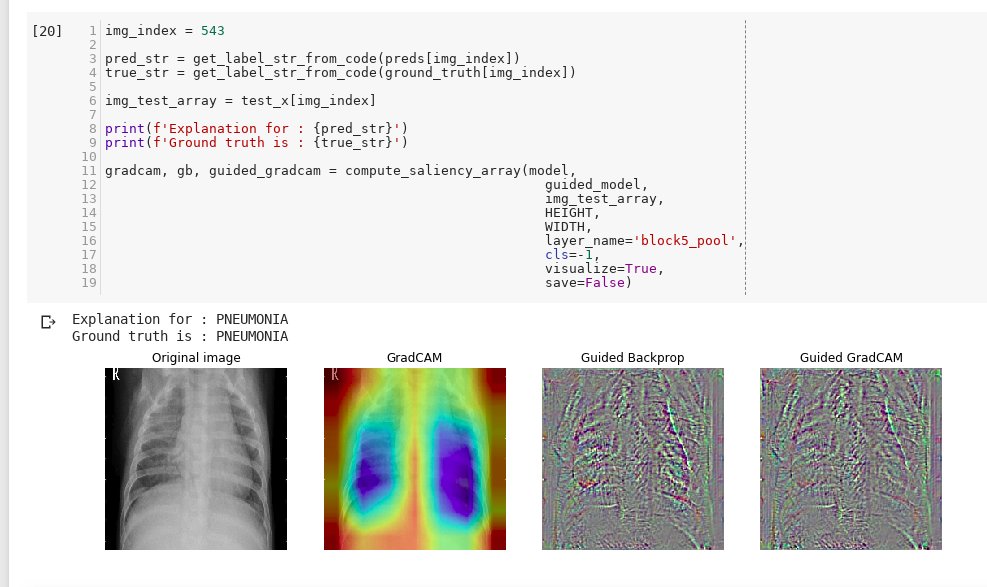 [20]
1 img_index = 543
2
3 pred_str = get_label_str_from_code(preds[img_index])
4 true_str = get_label_str_from_code(ground_truth[img_index])
5
6 img_test_array = test_x[img_index]
7
8 print(f'Explanation for : {pred_str}')
9 print(f'Ground truth is : {true_str}')
10
11 gradcam, gb, guided_gradcam = compute_saliency_array(model,
12 guided_model,
13 img_test_array,
14 HEIGHT,
15 WIDTH,
16 layer_name='block5_pool',
17 cls=-1,
18 visualize=True,
19 save=False)
Explanation for : PNEUMONIA
Ground truth is : PNEUMONIA
Original image GradCAM Guided Backprop Guided GradCAM
R R